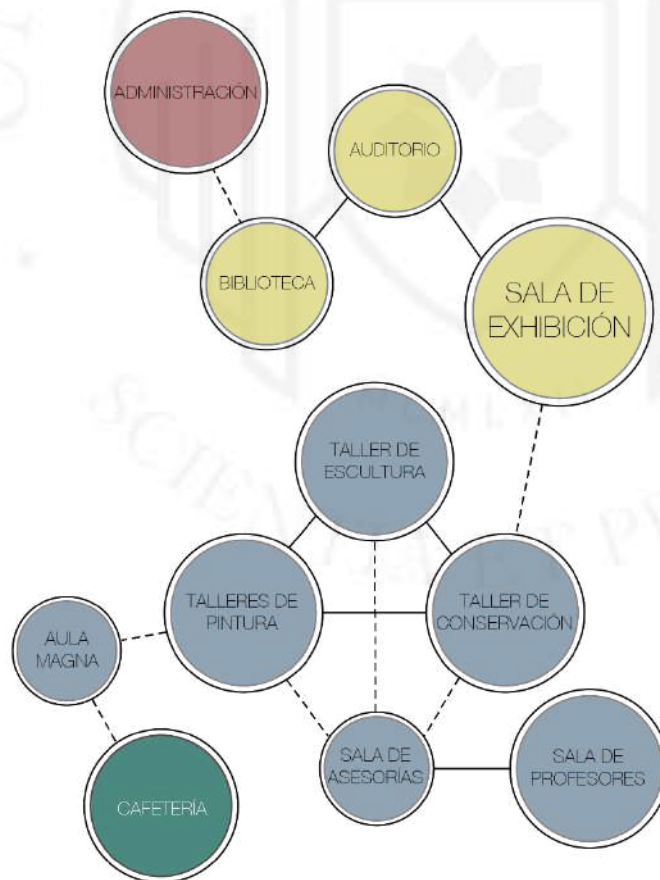 ADMINISTRACIÓN
AUDITORIO
BIBLIOTECA
SALA DE
EXHIBICIÓN
TALLER DE
ESCULTURA
TALLERES DE
PINTURA
TALLER DE
CONSERVACIÓN
AULA
MAGNA
SALA DE
ASESORÍAS
SALA DE
PROFESORES
CAFETERÍA